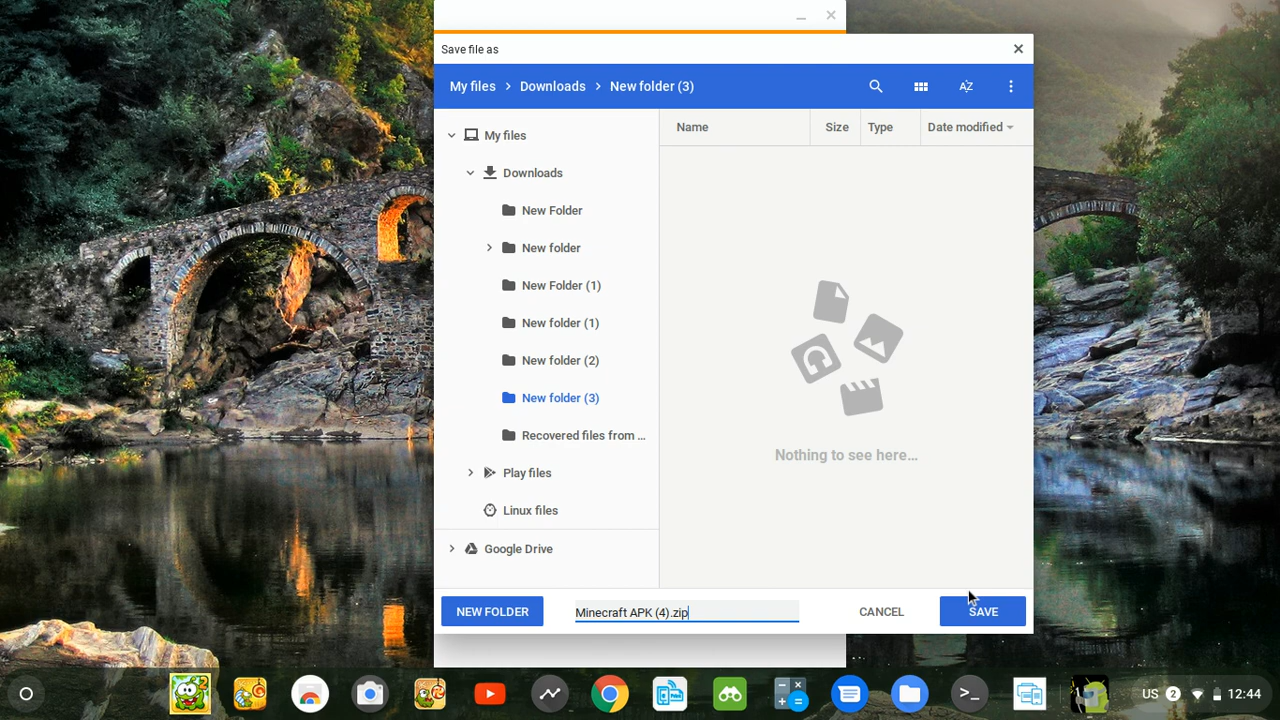 Save file as
My files
Downloads
New folder (3)
AZ
Name
Size
Type
Date modified
My files
Downloads
New Folder
New folder
New Folder (1)
New folder (1)
New folder (2)
New folder (3)
Recovered files from ...
Play files
Linux files
Google Drive
Nothing to see here...
NEW FOLDER
Minecraft APK (4).zip
CANCEL
SAVE
US
2
12:44